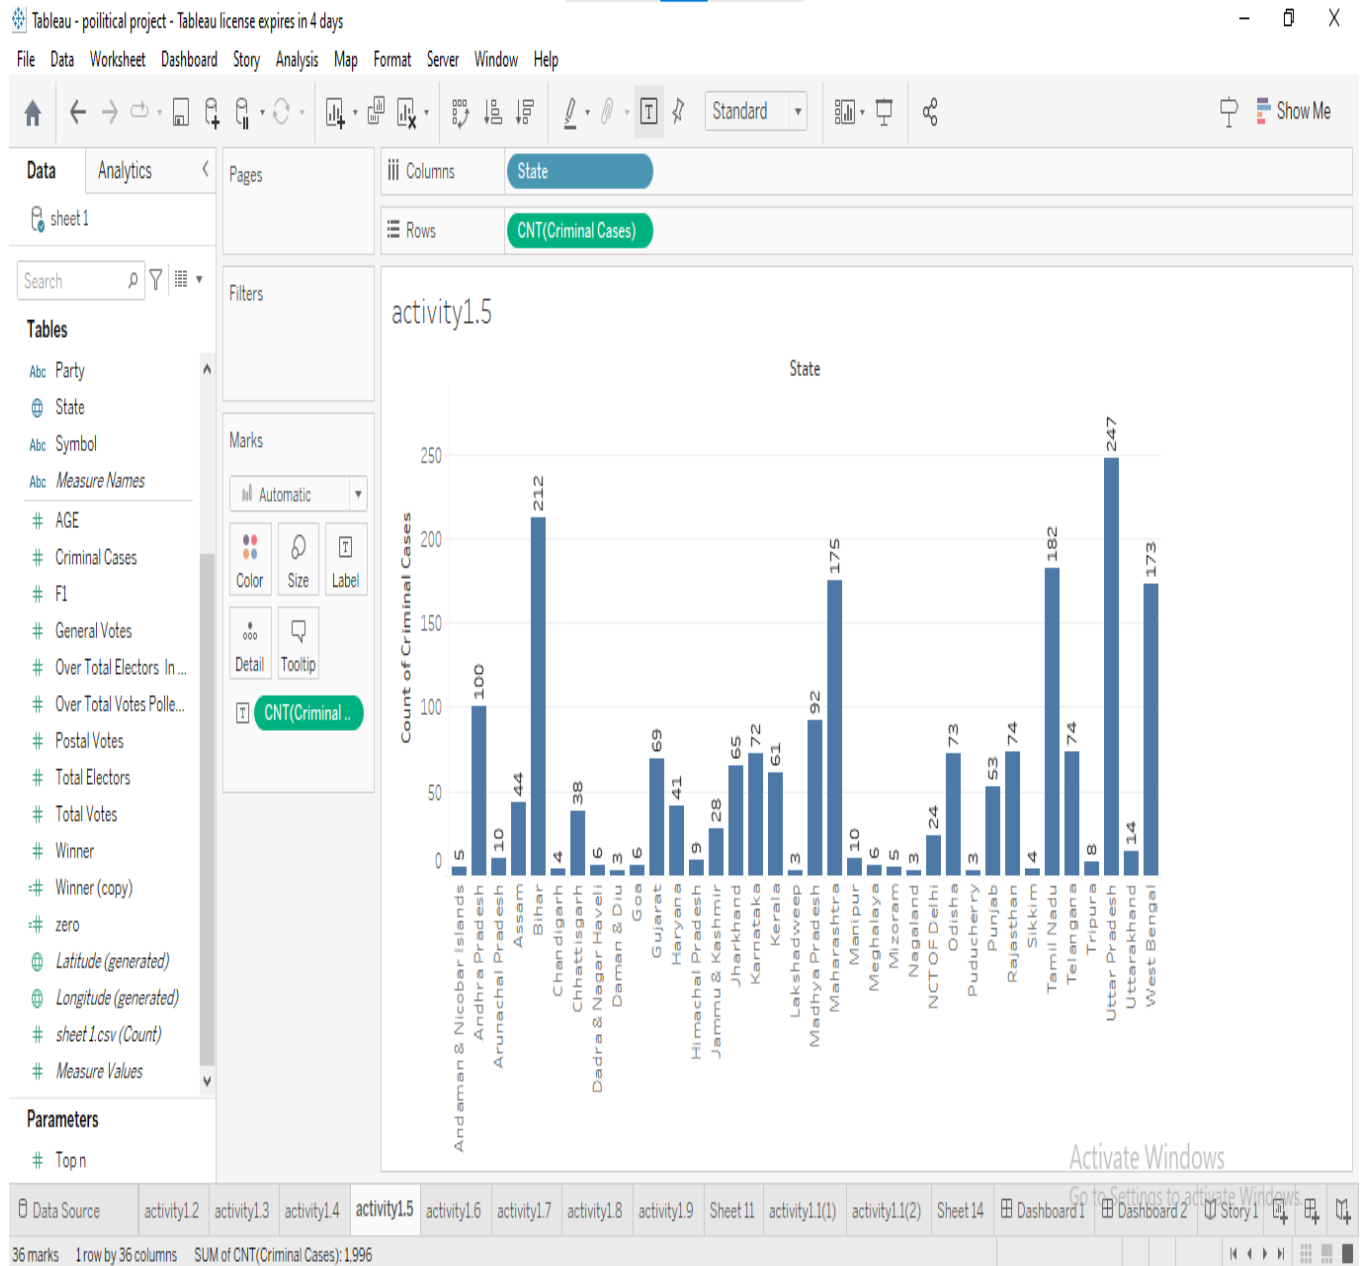 Tableau - poilitical project - Tableau license expires in 4 days
File Data Worksheet Dashboard Story Analysis Map Format Server Window Help
Standard
Show Me
Data Analytics
sheet 1
Search
Tables
Abc Party
State
Abc Symbol
Abc Measure Names
# AGE
# Criminal Cases
# F1
# General Votes
# Over Total Electors In ...
# Over Total Votes Polle...
# Postal Votes
# Total Electors
# Total Votes
# Winner
=# Winner (copy)
=# zero
Latitude (generated)
Longitude (generated)
# sheet 1.csv (Count)
# Measure Values
Parameters
# Top n
Pages
Filters
Marks
Automatic
Color Size Label
Detail Tooltip
CNT(Criminal ..
Columns State
Rows CNT(Criminal Cases)
activity1.5
State
Count of Criminal Cases
250
200
150
100
50
0
5
100
10
44
212
4
38
6
3
6
69
41
9
28
65
72
61
3
92
175
10
6
5
3
24
73
3
53
74
4
182
74
8
247
14
173
Andaman & Nicobar Islands
Andhra Pradesh
Arunachal Pradesh
Assam
Bihar
Chandigarh
Chhattisgarh
Dadra & Nagar Haveli
Daman & Diu
Goa
Gujarat
Haryana
Himachal Pradesh
Jammu & Kashmir
Jharkhand
Karnataka
Kerala
Lakshadweep
Madhya Pradesh
Maharashtra
Manipur
Meghalaya
Mizoram
Nagaland
NCT OF Delhi
Odisha
Puducherry
Punjab
Rajasthan
Sikkim
Tamil Nadu
Telangana
Tripura
Uttar Pradesh
Uttarakhand
West Bengal
Activate Windows
Go to Settings to activate Windows.
Data Source activity1.2 activity1.3 activity1.4 activity1.5 activity1.6 activity1.7 activity1.8 activity1.9 Sheet 11 activity1.1(1) activity1.1(2) Sheet 14 Dashboard 1 Dashboard 2 Story 1
36 marks 1 row by 36 columns SUM of CNT(Criminal Cases): 1,996